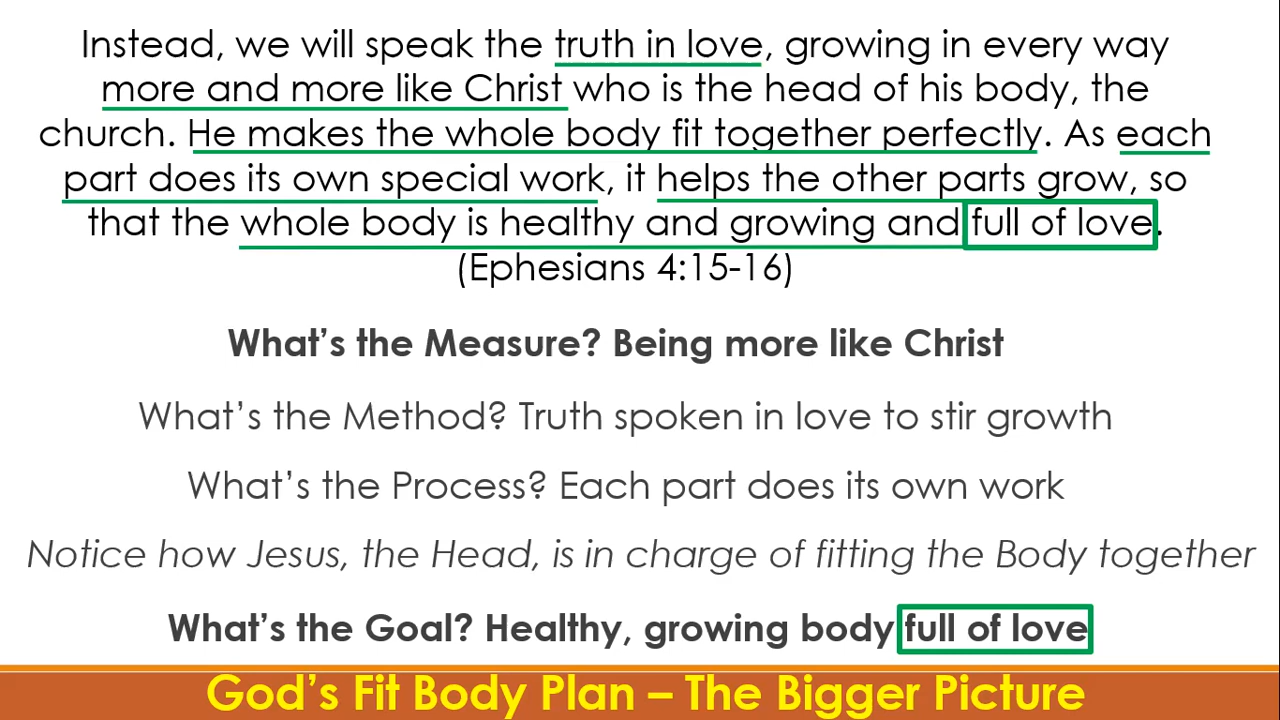 Instead, we will speak the truth in love, growing in every way
more and more like Christ who is the head of his body, the
church. He makes the whole body fit together perfectly. As each
part does its own special work, it helps the other parts grow, so
that the whole body is healthy and growing and full of love.
(Ephesians 4:15-16)
What's the Measure? Being more like Christ
What's the Method? Truth spoken in love to stir growth
What's the Process? Each part does its own work
Notice how Jesus, the Head, is in charge of fitting the Body together
What's the Goal? Healthy, growing body full of love
God's Fit Body Plan – The Bigger Picture